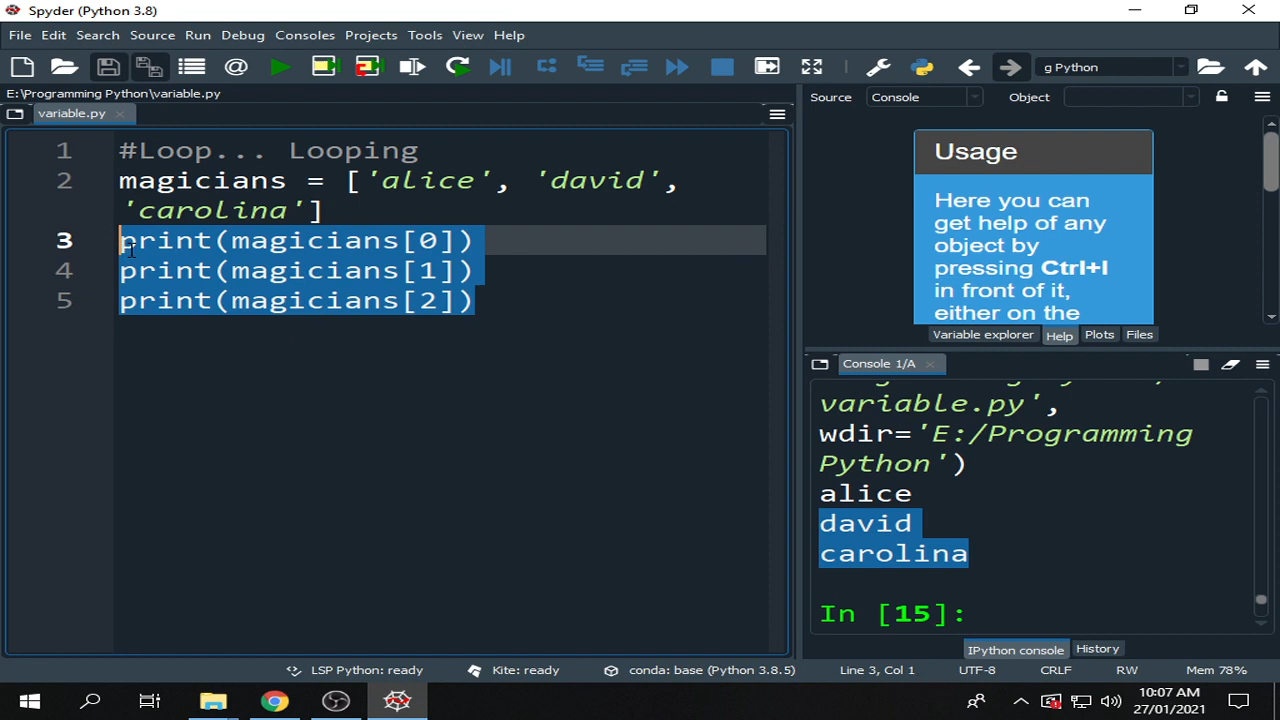 Spyder (Python 3.8)
File Edit Search Source Run Debug Consoles Projects Tools View Help
g Python
E:\Programming Python\variable.py
variable.py
1 #Loop... Looping
2 magicians = ['alice', 'david',
'carolina']
3 print(magicians[0])
4 print(magicians[1])
5 print(magicians[2])
Source Console Object
Usage
Here you can
get help of any
object by
pressing Ctrl+I
in front of it,
either on the
Variable explorer Help Plots Files
Console 1/A
variable.py',
wdir='E:/Programming
Python')
alice
david
carolina
In [15]:
IPython console History
LSP Python: ready Kite: ready conda: base (Python 3.8.5) Line 3, Col 1 UTF-8 CRLF RW Mem 78%
10:07 AM
27/01/2021